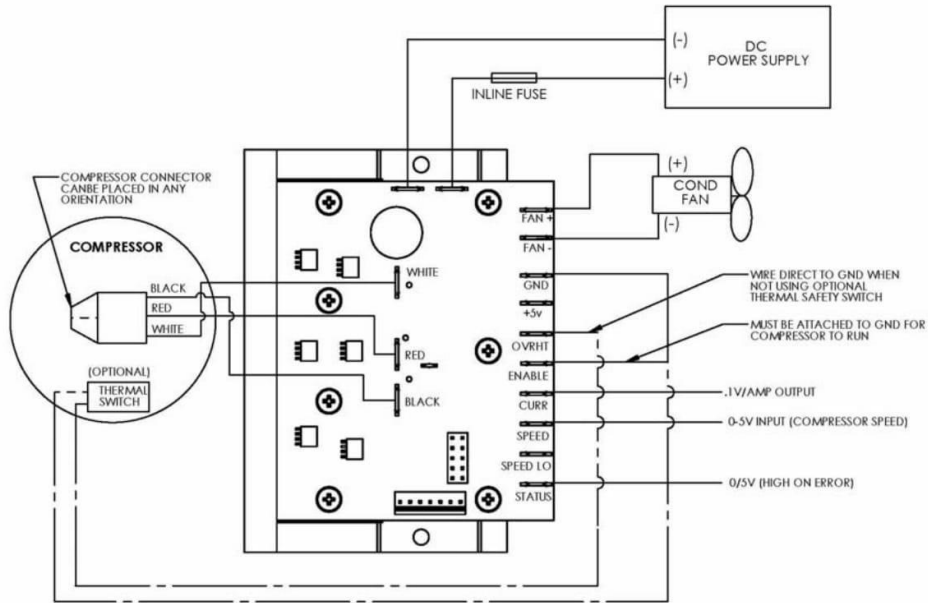 (-)
DC
POWER SUPPLY
(+)
INLINE FUSE
COMPRESSOR CONNECTOR
CANBE PLACED IN ANY
ORIENTATION
(+)
COND
FAN
(-)
FAN +
FAN -
COMPRESSOR
WHITE
BLACK
RED
WHITE
GND
WIRE DIRECT TO GND WHEN
NOT USING OPTIONAL
THERMAL SAFETY SWITCH
+5v
OVRHT
MUST BE ATTACHED TO GND FOR
COMPRESSOR TO RUN
RED
ENABLE
(OPTIONAL)
THERMAL
SWITCH
BLACK
CURR
.1V/AMP OUTPUT
SPEED
0-5V INPUT (COMPRESSOR SPEED)
SPEED LO
STATUS
0/5V (HIGH ON ERROR)